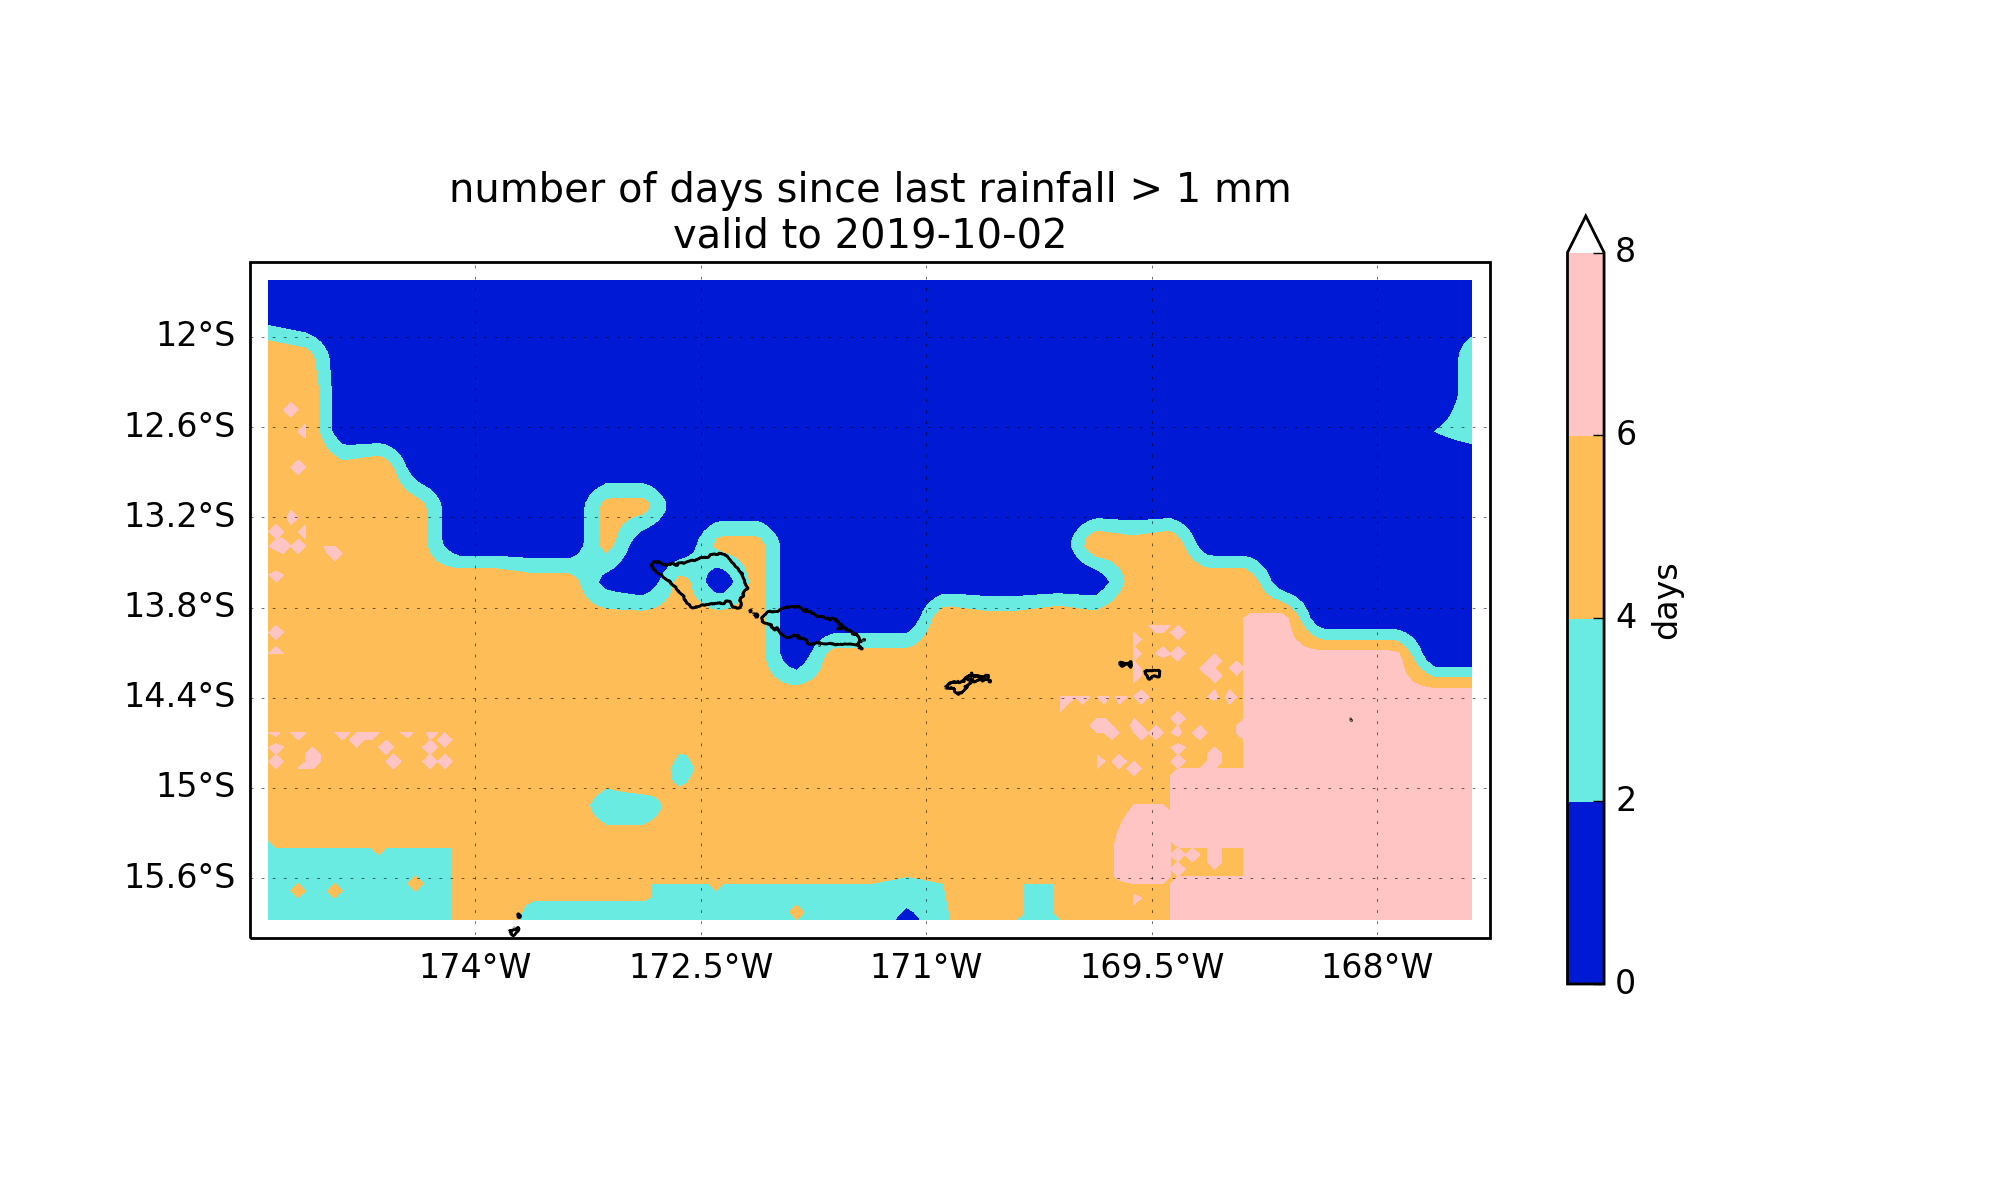 number of days since last rainfall > 1 mm
valid to 2019-10-02
12°S
12.6°S
13.2°S
13.8°S
14.4°S
15°S
15.6°S
174°W
172.5°W
171°W
169.5°W
168°W
8
6
4
2
0
days